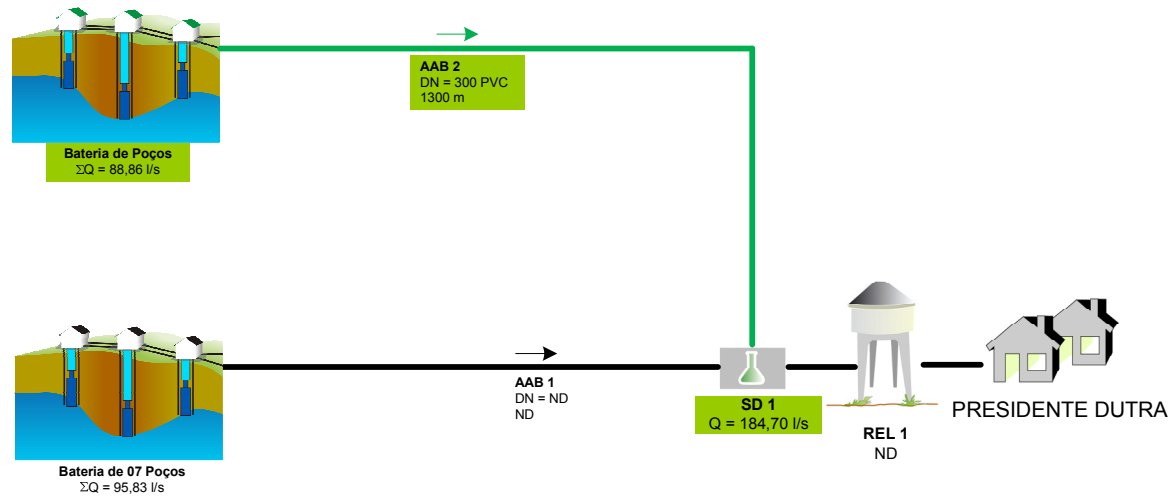 AAB 2
DN = 300 PVC
1300 m
Bateria de Poços
ΣQ = 88,86 l/s
AAB 1
DN = ND
ND
SD 1
Q = 184,70 l/s
REL 1
ND
PRESIDENTE DUTRA
Bateria de 07 Poços
ΣQ = 95,83 l/s